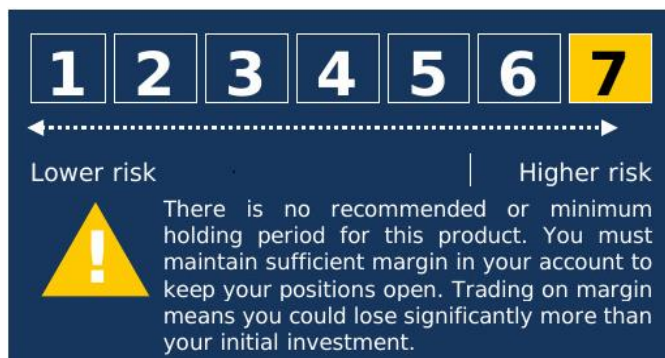 1 2 3 4 5 6 7
Lower risk Higher risk
There is no recommended or minimum
holding period for this product. You must
maintain sufficient margin in your account to
keep your positions open. Trading on margin
means you could lose significantly more than
your initial investment.